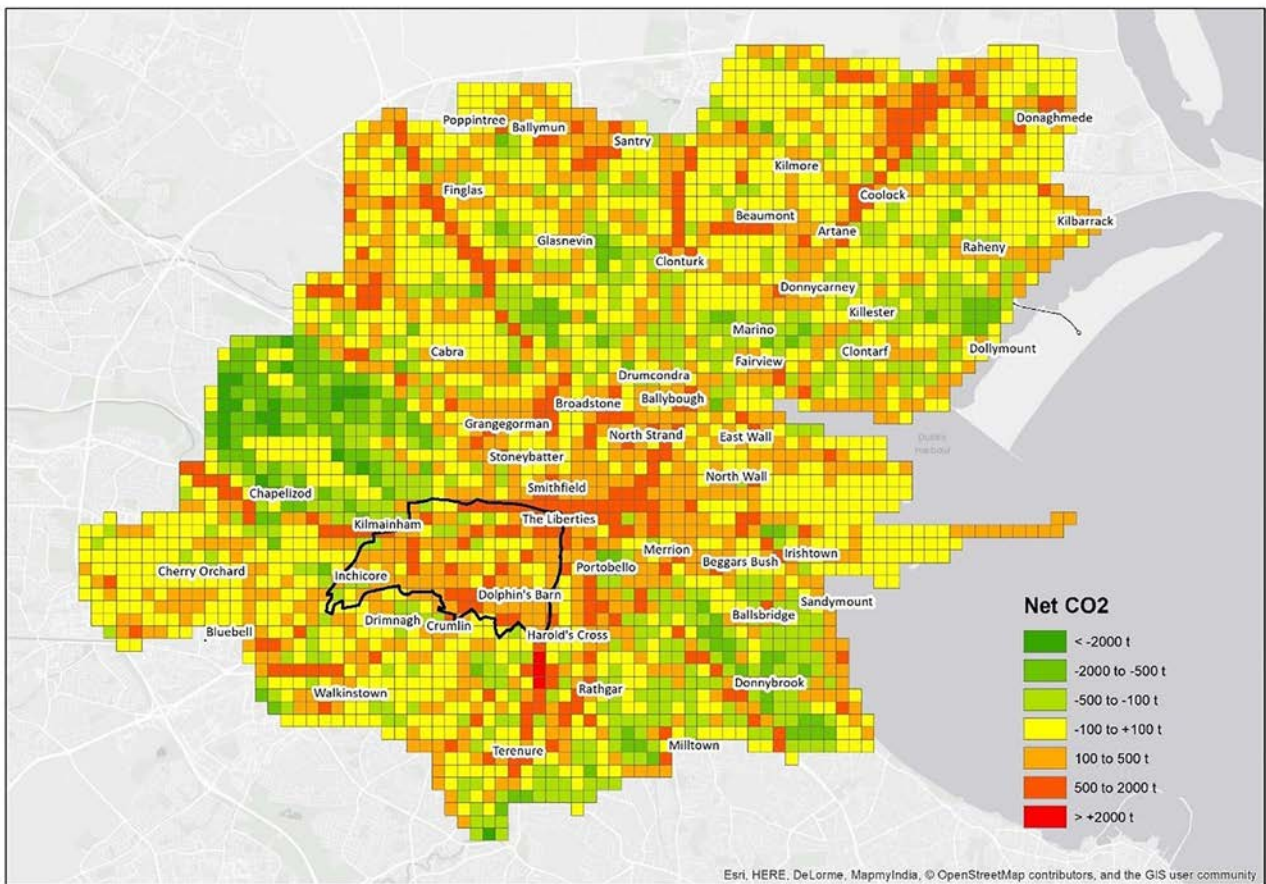 Poppintree
Ballymun
Santry
Donaghmede
Kilmore
Finglas
Coolock
Beaumont
Kilbarrack
Artane
Glasnevin
Raheny
Clonturk
Donnycarney
Killester
Marino
Dollymount
Cabra
Clontarf
Fairview
Drumcondra
Broadstone
Ballybough
Grangegorman
North Strand
East Wall
Dublin
Harbour
Stoneybatter
North Wall
Smithfield
Chapelizod
Kilmainham
The Liberties
Merrion
Irishtown
Portobello
Beggars Bush
Cherry Orchard
Inchicore
Dolphin's Barn
Sandymount
Ballsbridge
Drimnagh
Crumlin
Bluebell
Harold's Cross
Donnybrook
Walkinstown
Rathgar
Terenure
Milltown
Net CO2
< -2000 t
-2000 to -500 t
-500 to -100 t
-100 to +100 t
100 to 500 t
500 to 2000 t
> +2000 t
Esri, HERE, DeLorme, MapmyIndia, © OpenStreetMap contributors, and the GIS user community